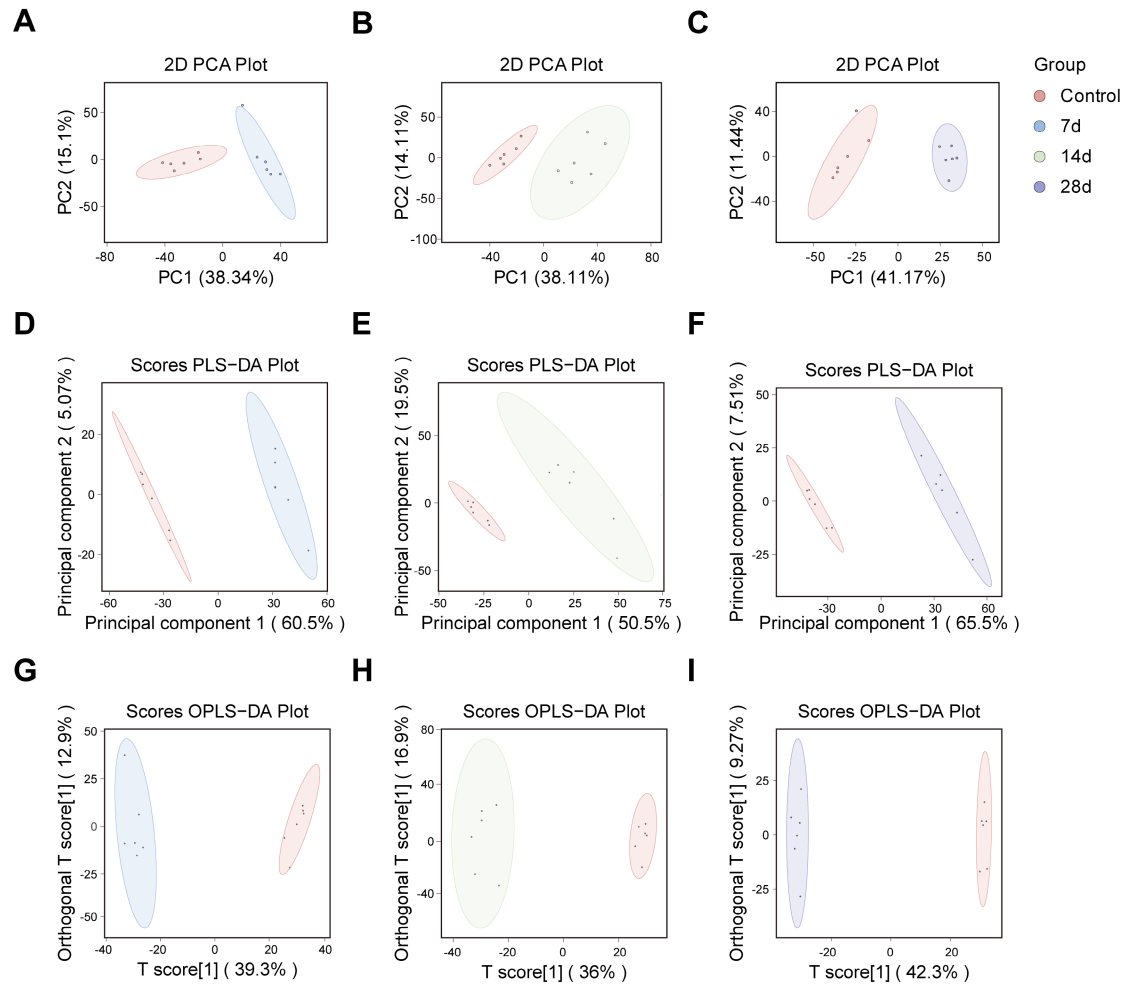 A
B
C
2D PCA Plot
2D PCA Plot
2D PCA Plot
Group
Control
7d
14d
28d
PC2 (15.1%)
50
0
-50
-80
-40
0
40
PC1 (38.34%)
PC2 (14.11%)
50
0
-50
-100
-40
0
40
80
PC1 (38.11%)
PC2 (11.44%)
40
0
-40
-50
-25
0
25
50
PC1 (41.17%)
D
E
F
Scores PLS−DA Plot
Scores PLS−DA Plot
Scores PLS−DA Plot
Principal component 2 ( 5.07% )
20
0
-20
-60
-30
0
30
60
Principal component 1 ( 60.5% )
Principal component 2 ( 19.5% )
50
0
-50
-50
-25
0
25
50
75
Principal component 1 ( 50.5% )
Principal component 2 ( 7.51% )
50
25
0
-25
-30
0
30
60
Principal component 1 ( 65.5% )
G
H
I
Scores OPLS−DA Plot
Scores OPLS−DA Plot
Scores OPLS−DA Plot
Orthogonal T score[1] ( 12.9% )
50
25
0
-25
-50
-40
-20
0
20
40
T score[1] ( 39.3% )
Orthogonal T score[1] ( 16.9% )
80
40
0
-40
-40
-20
0
20
T score[1] ( 36% )
Orthogonal T score[1] ( 9.27% )
25
0
-25
-20
0
20
T score[1] ( 42.3% )